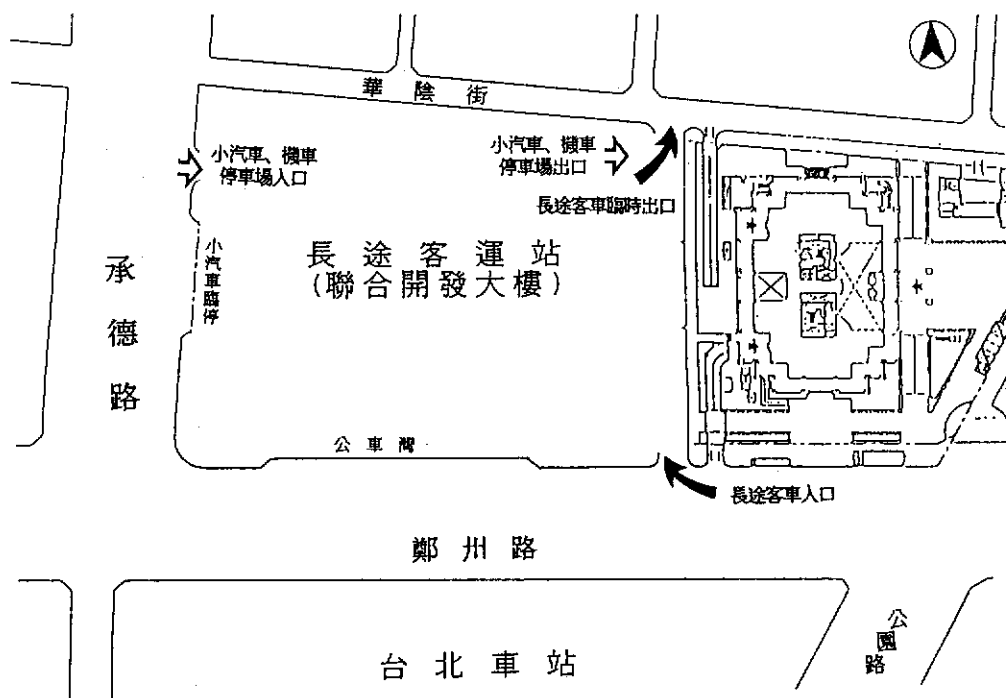 華陰街
小汽車、機車
停車場入口
小汽車、機車
停車場出口
長途客車臨時出口
承德路
小汽車臨停
長途客運站
(聯合開發大樓)
公車灣
長途客車入口
鄭州路
公園路
台北車站